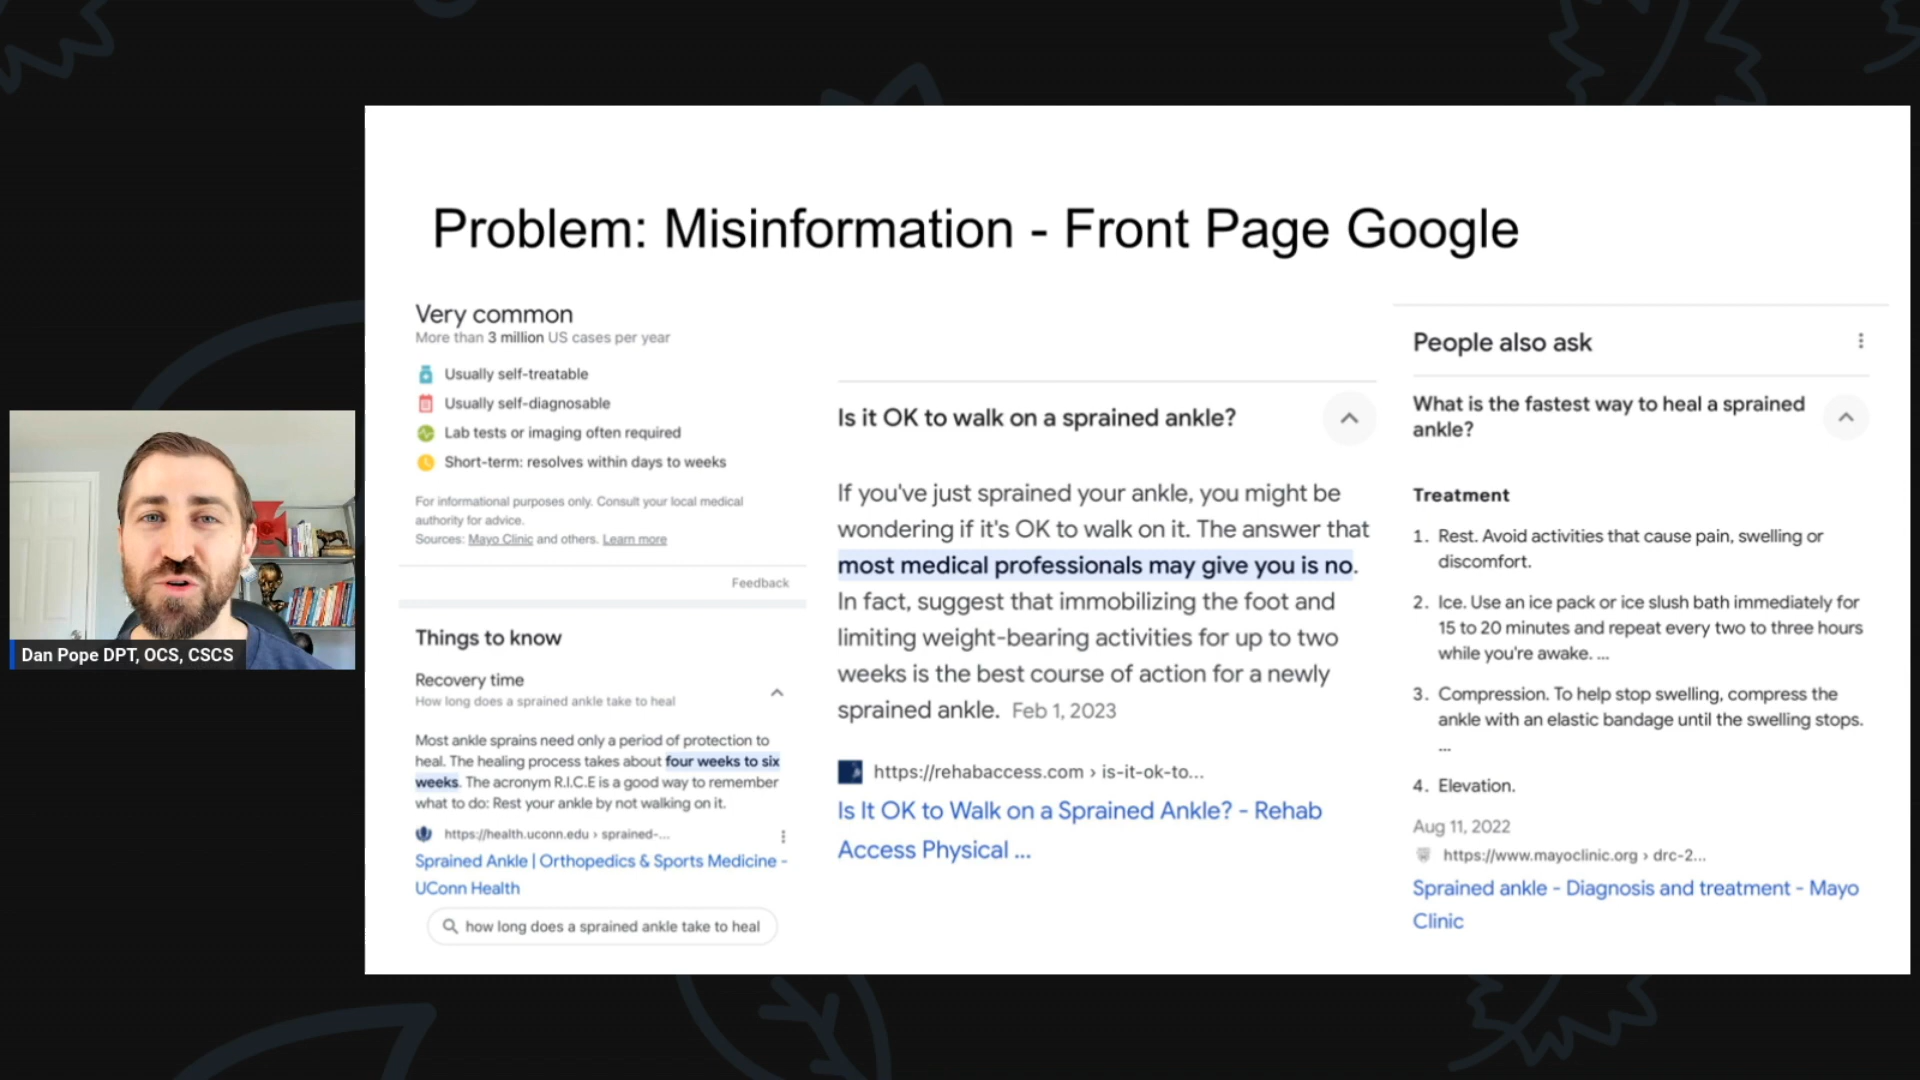 Problem: Misinformation - Front Page Google
Very common
More than 3 million US cases per year
Usually self-treatable
Usually self-diagnosable
Lab tests or imaging often required
Short-term: resolves within days to weeks
For informational purposes only. Consult your local medical
authority for advice.
Sources: Mayo Clinic and others. Learn more
Feedback
Things to know
Recovery time
How long does a sprained ankle take to heal
Most ankle sprains need only a period of protection to
heal. The healing process takes about four weeks to six
weeks. The acronym R.I.C.E is a good way to remember
what to do: Rest your ankle by not walking on it.
https://health.uconn.edu › sprained-...
Sprained Ankle | Orthopedics & Sports Medicine -
UConn Health
how long does a sprained ankle take to heal
Is it OK to walk on a sprained ankle?
If you've just sprained your ankle, you might be
wondering if it's OK to walk on it. The answer that
most medical professionals may give you is no.
In fact, suggest that immobilizing the foot and
limiting weight-bearing activities for up to two
weeks is the best course of action for a newly
sprained ankle. Feb 1, 2023
https://rehabaccess.com › is-it-ok-to...
Is It OK to Walk on a Sprained Ankle? - Rehab
Access Physical ...
People also ask
What is the fastest way to heal a sprained
ankle?
Treatment
1. Rest. Avoid activities that cause pain, swelling or
discomfort.
2. Ice. Use an ice pack or ice slush bath immediately for
15 to 20 minutes and repeat every two to three hours
while you're awake. ...
3. Compression. To help stop swelling, compress the
ankle with an elastic bandage until the swelling stops.
...
4. Elevation.
Aug 11, 2022
https://www.mayoclinic.org › drc-2...
Sprained ankle - Diagnosis and treatment - Mayo
Clinic
Dan Pope DPT, OCS, CSCS